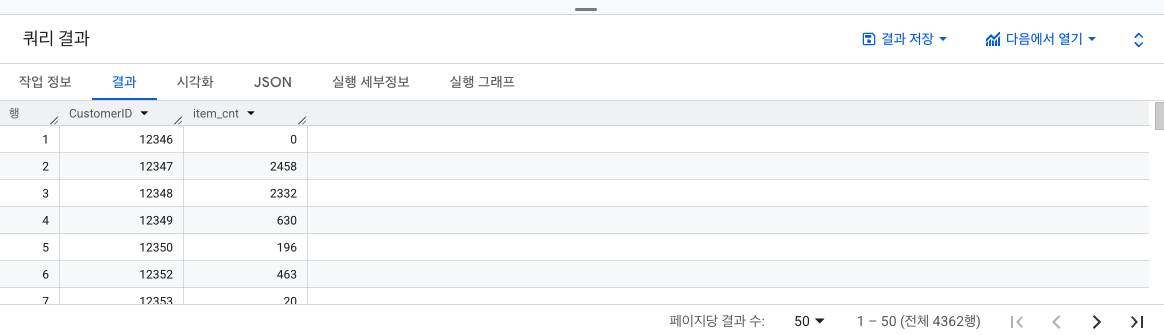 쿼리 결과 결과 저장 다음에서 열기
작업 정보 결과 시각화 JSON 실행 세부정보 실행 그래프
행 CustomerID item_cnt
1 12346 0
2 12347 2458
3 12348 2332
4 12349 630
5 12350 196
6 12352 463
7 12353 20
페이지당 결과 수: 50 1 – 50 (전체 4362행)